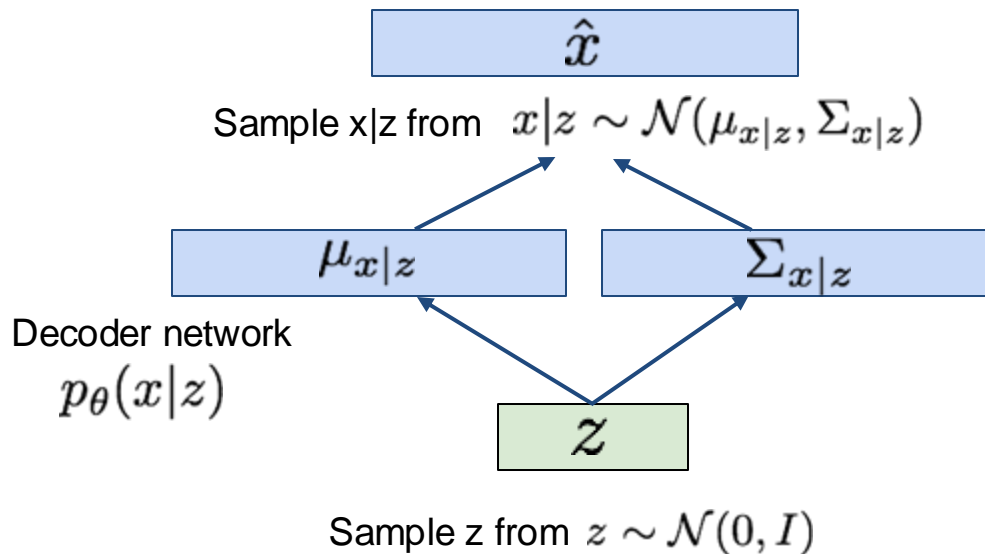 x̂
Sample x|z from x|z ∼ 𝒩(μ_{x|z}, Σ_{x|z})
μ_{x|z}
Σ_{x|z}
Decoder network
p_θ(x|z)
z
Sample z from z ∼ 𝒩(0, I)